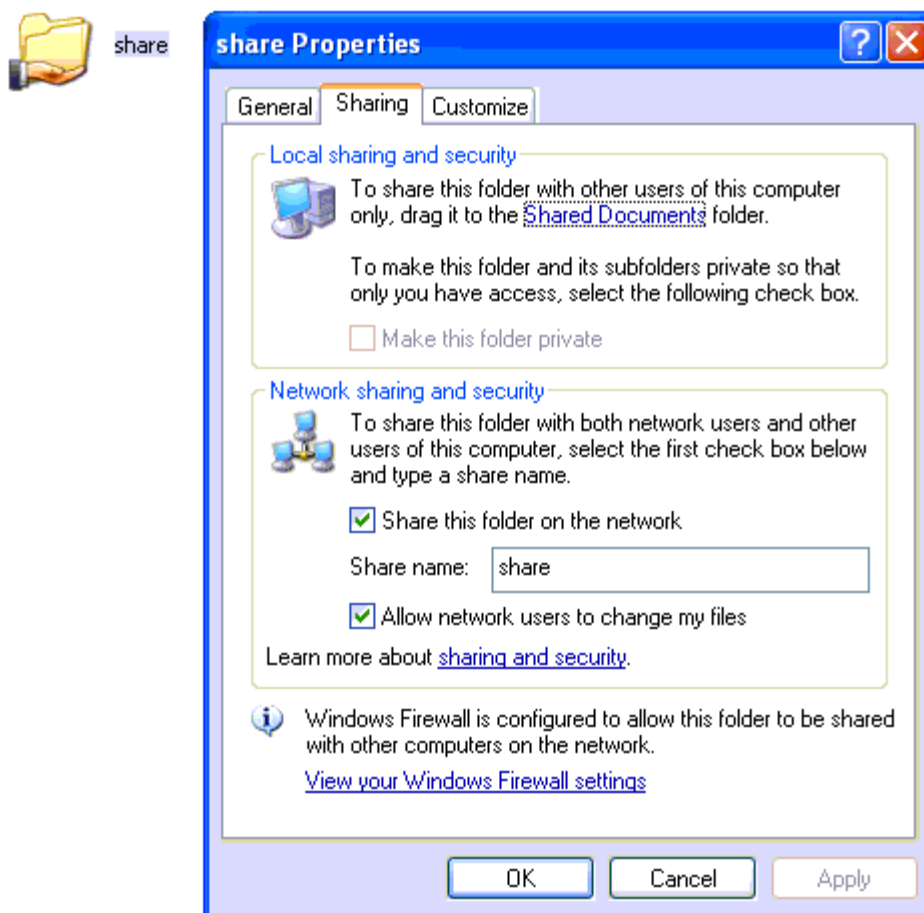 share
share Properties
General Sharing Customize
Local sharing and security
To share this folder with other users of this computer
only, drag it to the Shared Documents folder.
To make this folder and its subfolders private so that
only you have access, select the following check box.
Make this folder private
Network sharing and security
To share this folder with both network users and other
users of this computer, select the first check box below
and type a share name.
Share this folder on the network
Share name: share
Allow network users to change my files
Learn more about sharing and security.
Windows Firewall is configured to allow this folder to be shared
with other computers on the network.
View your Windows Firewall settings
OK Cancel Apply